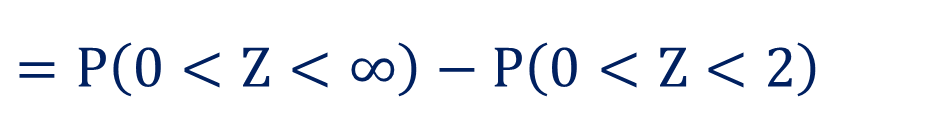 = P(0 < Z < ∞) − P(0 < Z < 2)